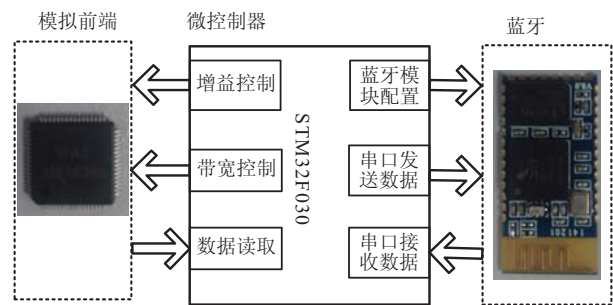 模拟前端
微控制器
蓝牙
增益控制
带宽控制
数据读取
STM32F030
蓝牙模
块配置
串口发
送数据
串口接
收数据
141201